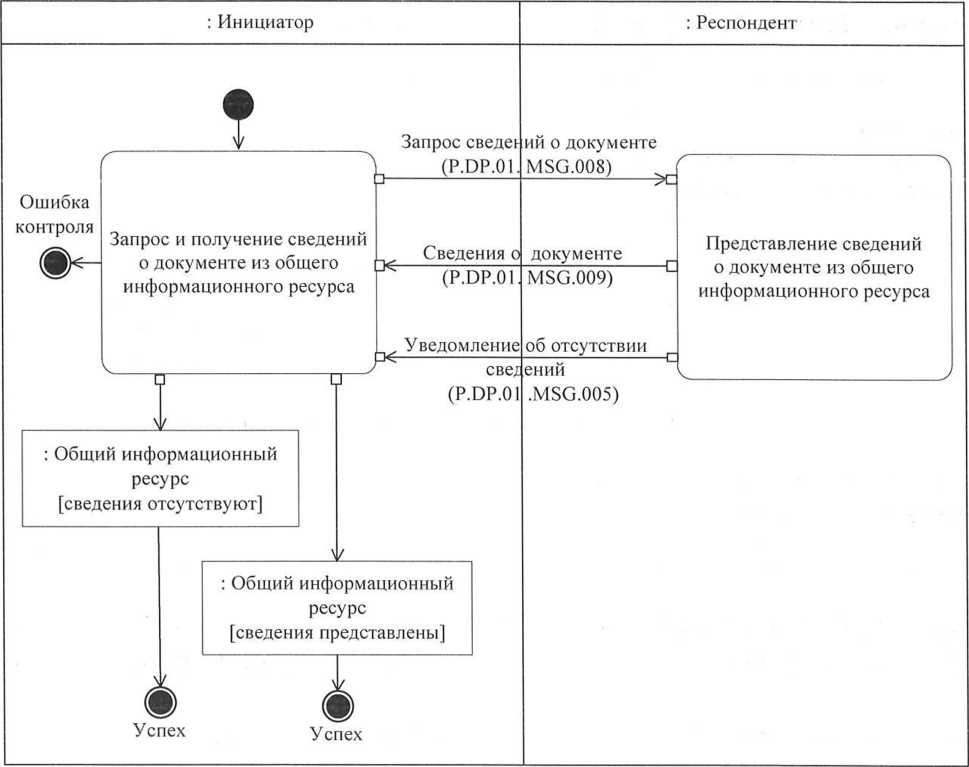 : Инициатор
: Респондент
Запрос сведений о документе
(P.DP.01. MSG.008)
Ошибка
контроля
Запрос и получение сведений
о документе из общего
информационного ресурса
Сведения о документе
(P.DP.01. MSG.009)
Представление сведений
о документе из общего
информационного ресурса
Уведомление об отсутствии
сведений
(P.DP.01 .MSG.005)
: Общий информационный
ресурс
[сведения отсутствуют]
: Общий информационный
ресурс
[сведения представлены]
Успех
Успех